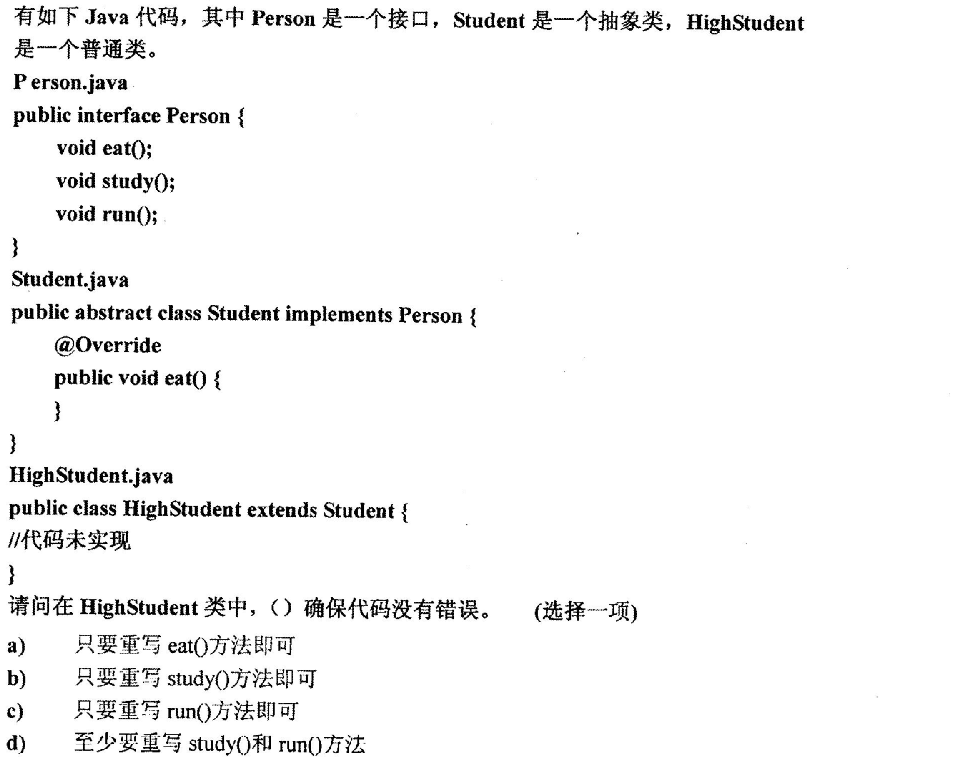 有如下 Java 代码，其中 Person 是一个接口，Student 是一个抽象类，HighStudent
是一个普通类。
P erson.java
public interface Person {
void eat();
void study();
void run();
}
Student.java
public abstract class Student implements Person {
@Override
public void eat() {
}
}
HighStudent.java
public class HighStudent extends Student {
//代码未实现
}
请问在 HighStudent 类中，（）确保代码没有错误。 (选择一项)
a) 只要重写 eat()方法即可
b) 只要重写 study()方法即可
c) 只要重写 run()方法即可
d) 至少要重写 study()和 run()方法